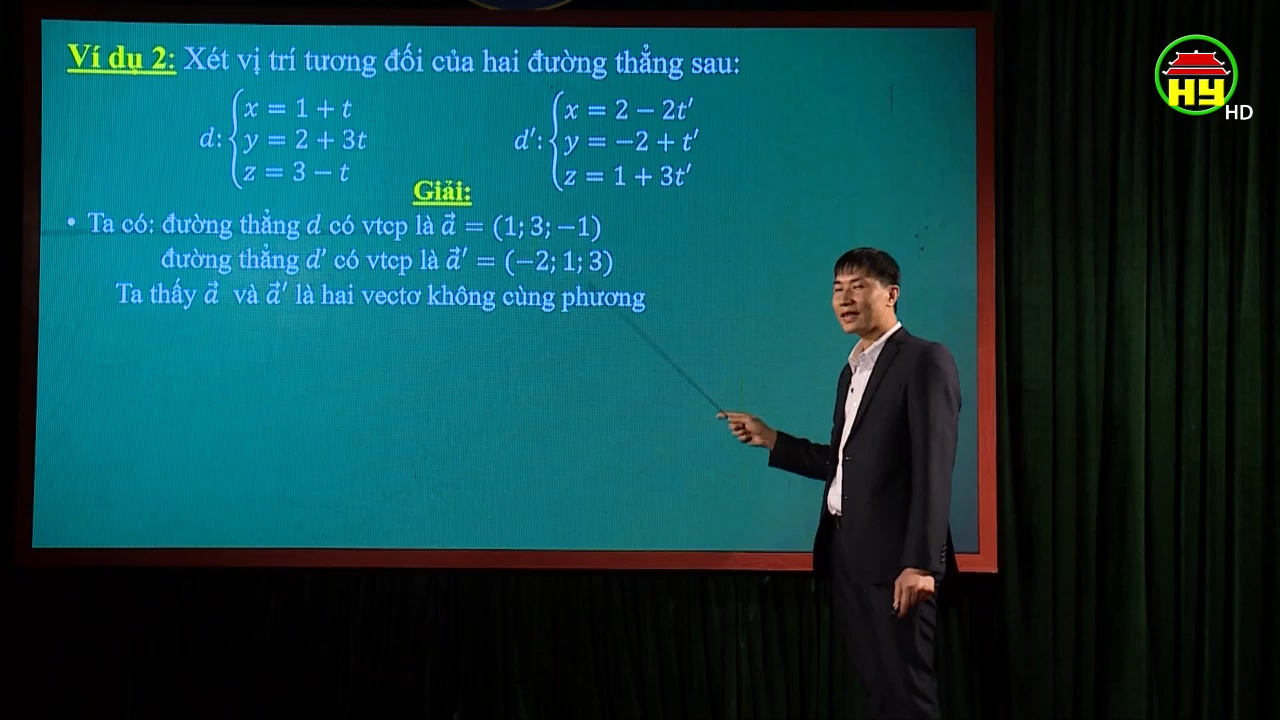 Ví dụ 2: Xét vị trí tương đối của hai đường thẳng sau:
d: { x = 1 + t
y = 2 + 3t
z = 3 − t
d′: { x = 2 − 2t′
y = −2 + t′
z = 1 + 3t′
Giải:
• Ta có: đường thẳng d có vtcp là a⃗ = (1; 3; −1)
đường thẳng d′ có vtcp là a⃗′ = (−2; 1; 3)
Ta thấy a⃗ và a⃗′ là hai vectơ không cùng phương
HY
HD